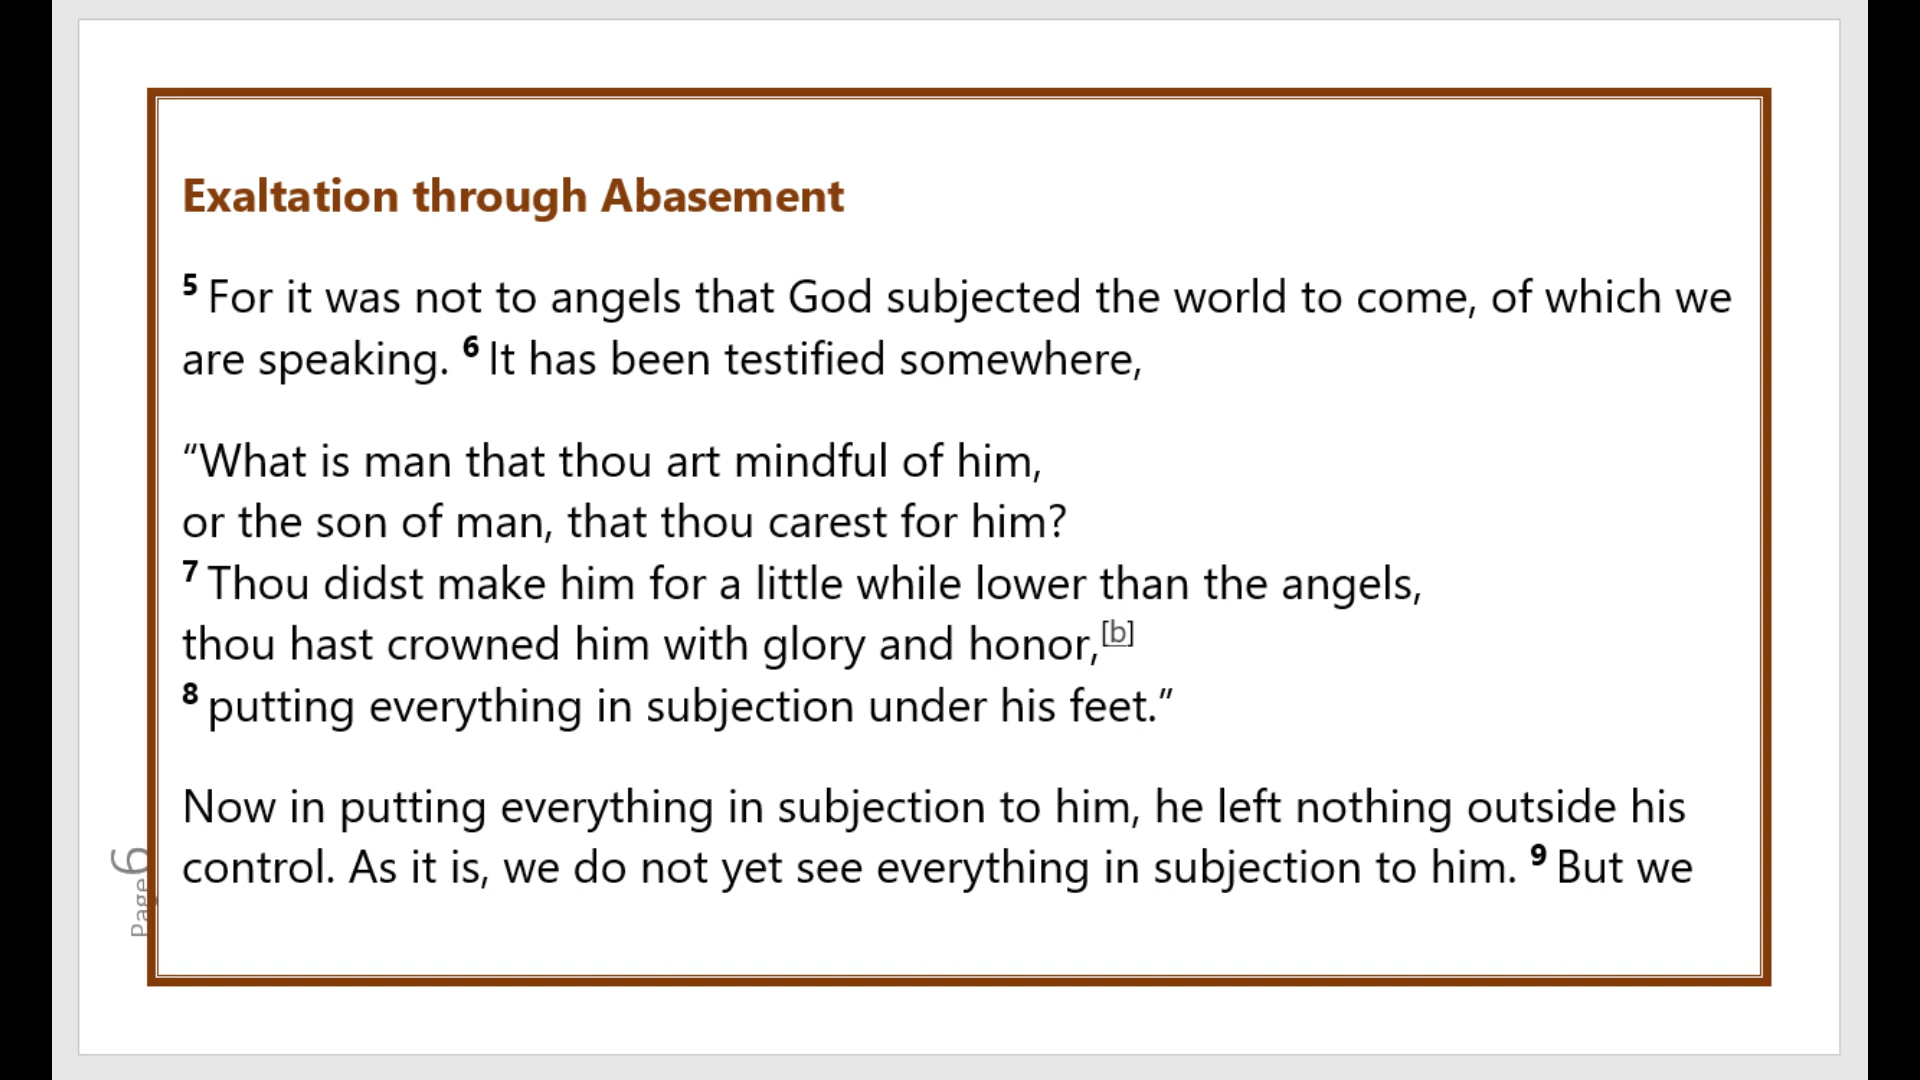 Exaltation through Abasement
5 For it was not to angels that God subjected the world to come, of which we
are speaking. 6 It has been testified somewhere,
“What is man that thou art mindful of him,
or the son of man, that thou carest for him?
7 Thou didst make him for a little while lower than the angels,
thou hast crowned him with glory and honor,[b]
8 putting everything in subjection under his feet.”
Now in putting everything in subjection to him, he left nothing outside his
control. As it is, we do not yet see everything in subjection to him. 9 But we
Page 6